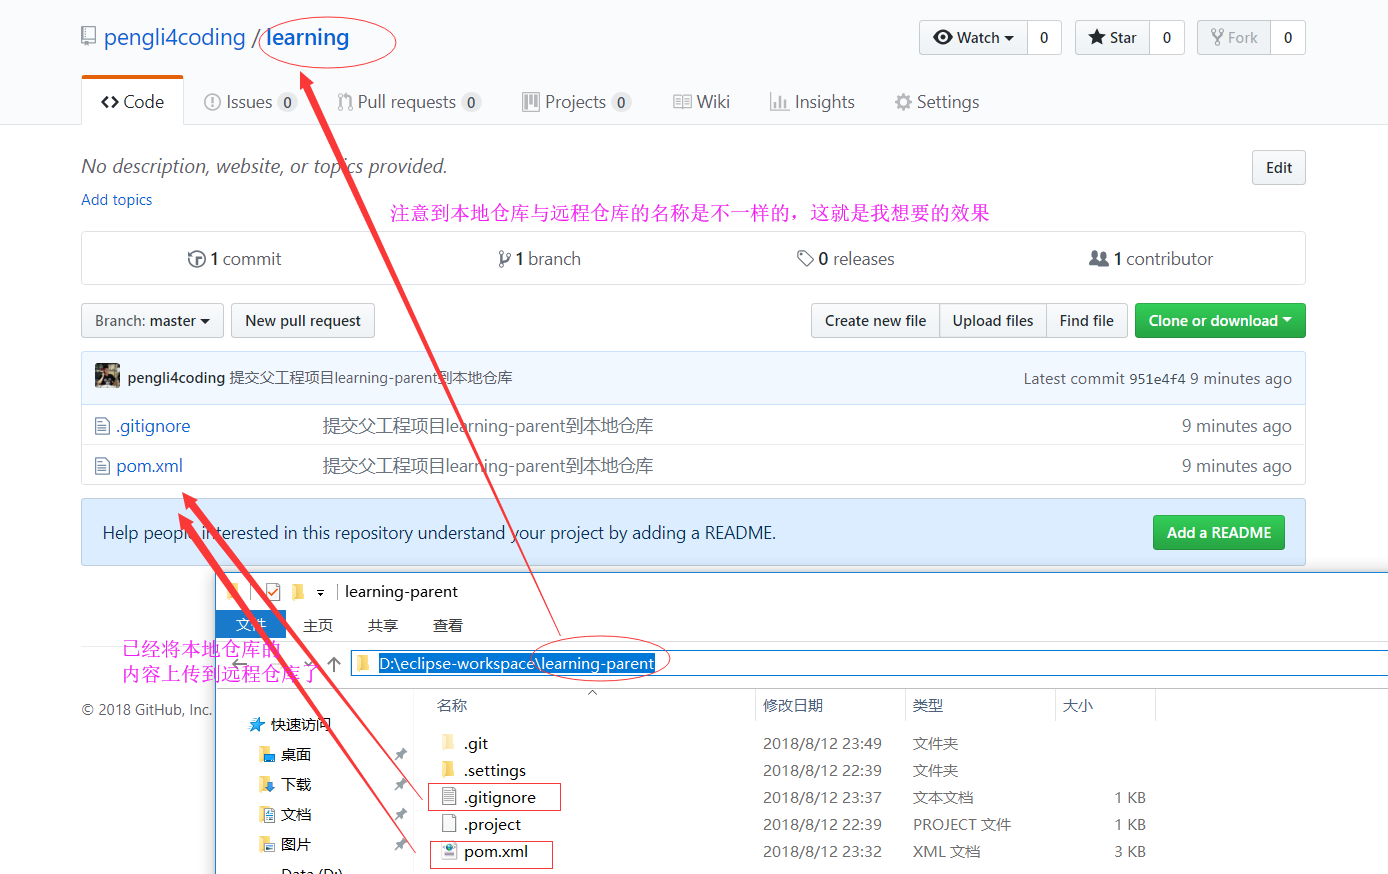 pengli4coding / learning
Watch 0 Star 0 Fork 0
Code Issues 0 Pull requests 0 Projects 0 Wiki Insights Settings
No description, website, or topics provided.
Edit
Add topics
注意到本地仓库与远程仓库的名称是不一样的，这就是我想要的效果
1 commit 1 branch 0 releases 1 contributor
Branch: master New pull request Create new file Upload files Find file Clone or download
pengli4coding 提交父工程项目learning-parent到本地仓库 Latest commit 951e4f4 9 minutes ago
.gitignore 提交父工程项目learning-parent到本地仓库 9 minutes ago
pom.xml 提交父工程项目learning-parent到本地仓库 9 minutes ago
Help people interested in this repository understand your project by adding a README. Add a README
learning-parent
文件 主页 共享 查看
已经将本地仓库的
内容上传到远程仓库了
D:\eclipse-workspace\learning-parent
© 2018 GitHub, Inc.
名称 修改日期 类型 大小
快速访问
桌面
下载
文档
图片
Data (D:)
.git 2018/8/12 23:49 文件夹
.settings 2018/8/12 22:39 文件夹
.gitignore 2018/8/12 23:37 文本文档 1 KB
.project 2018/8/12 22:39 PROJECT 文件 1 KB
pom.xml 2018/8/12 23:32 XML 文档 3 KB